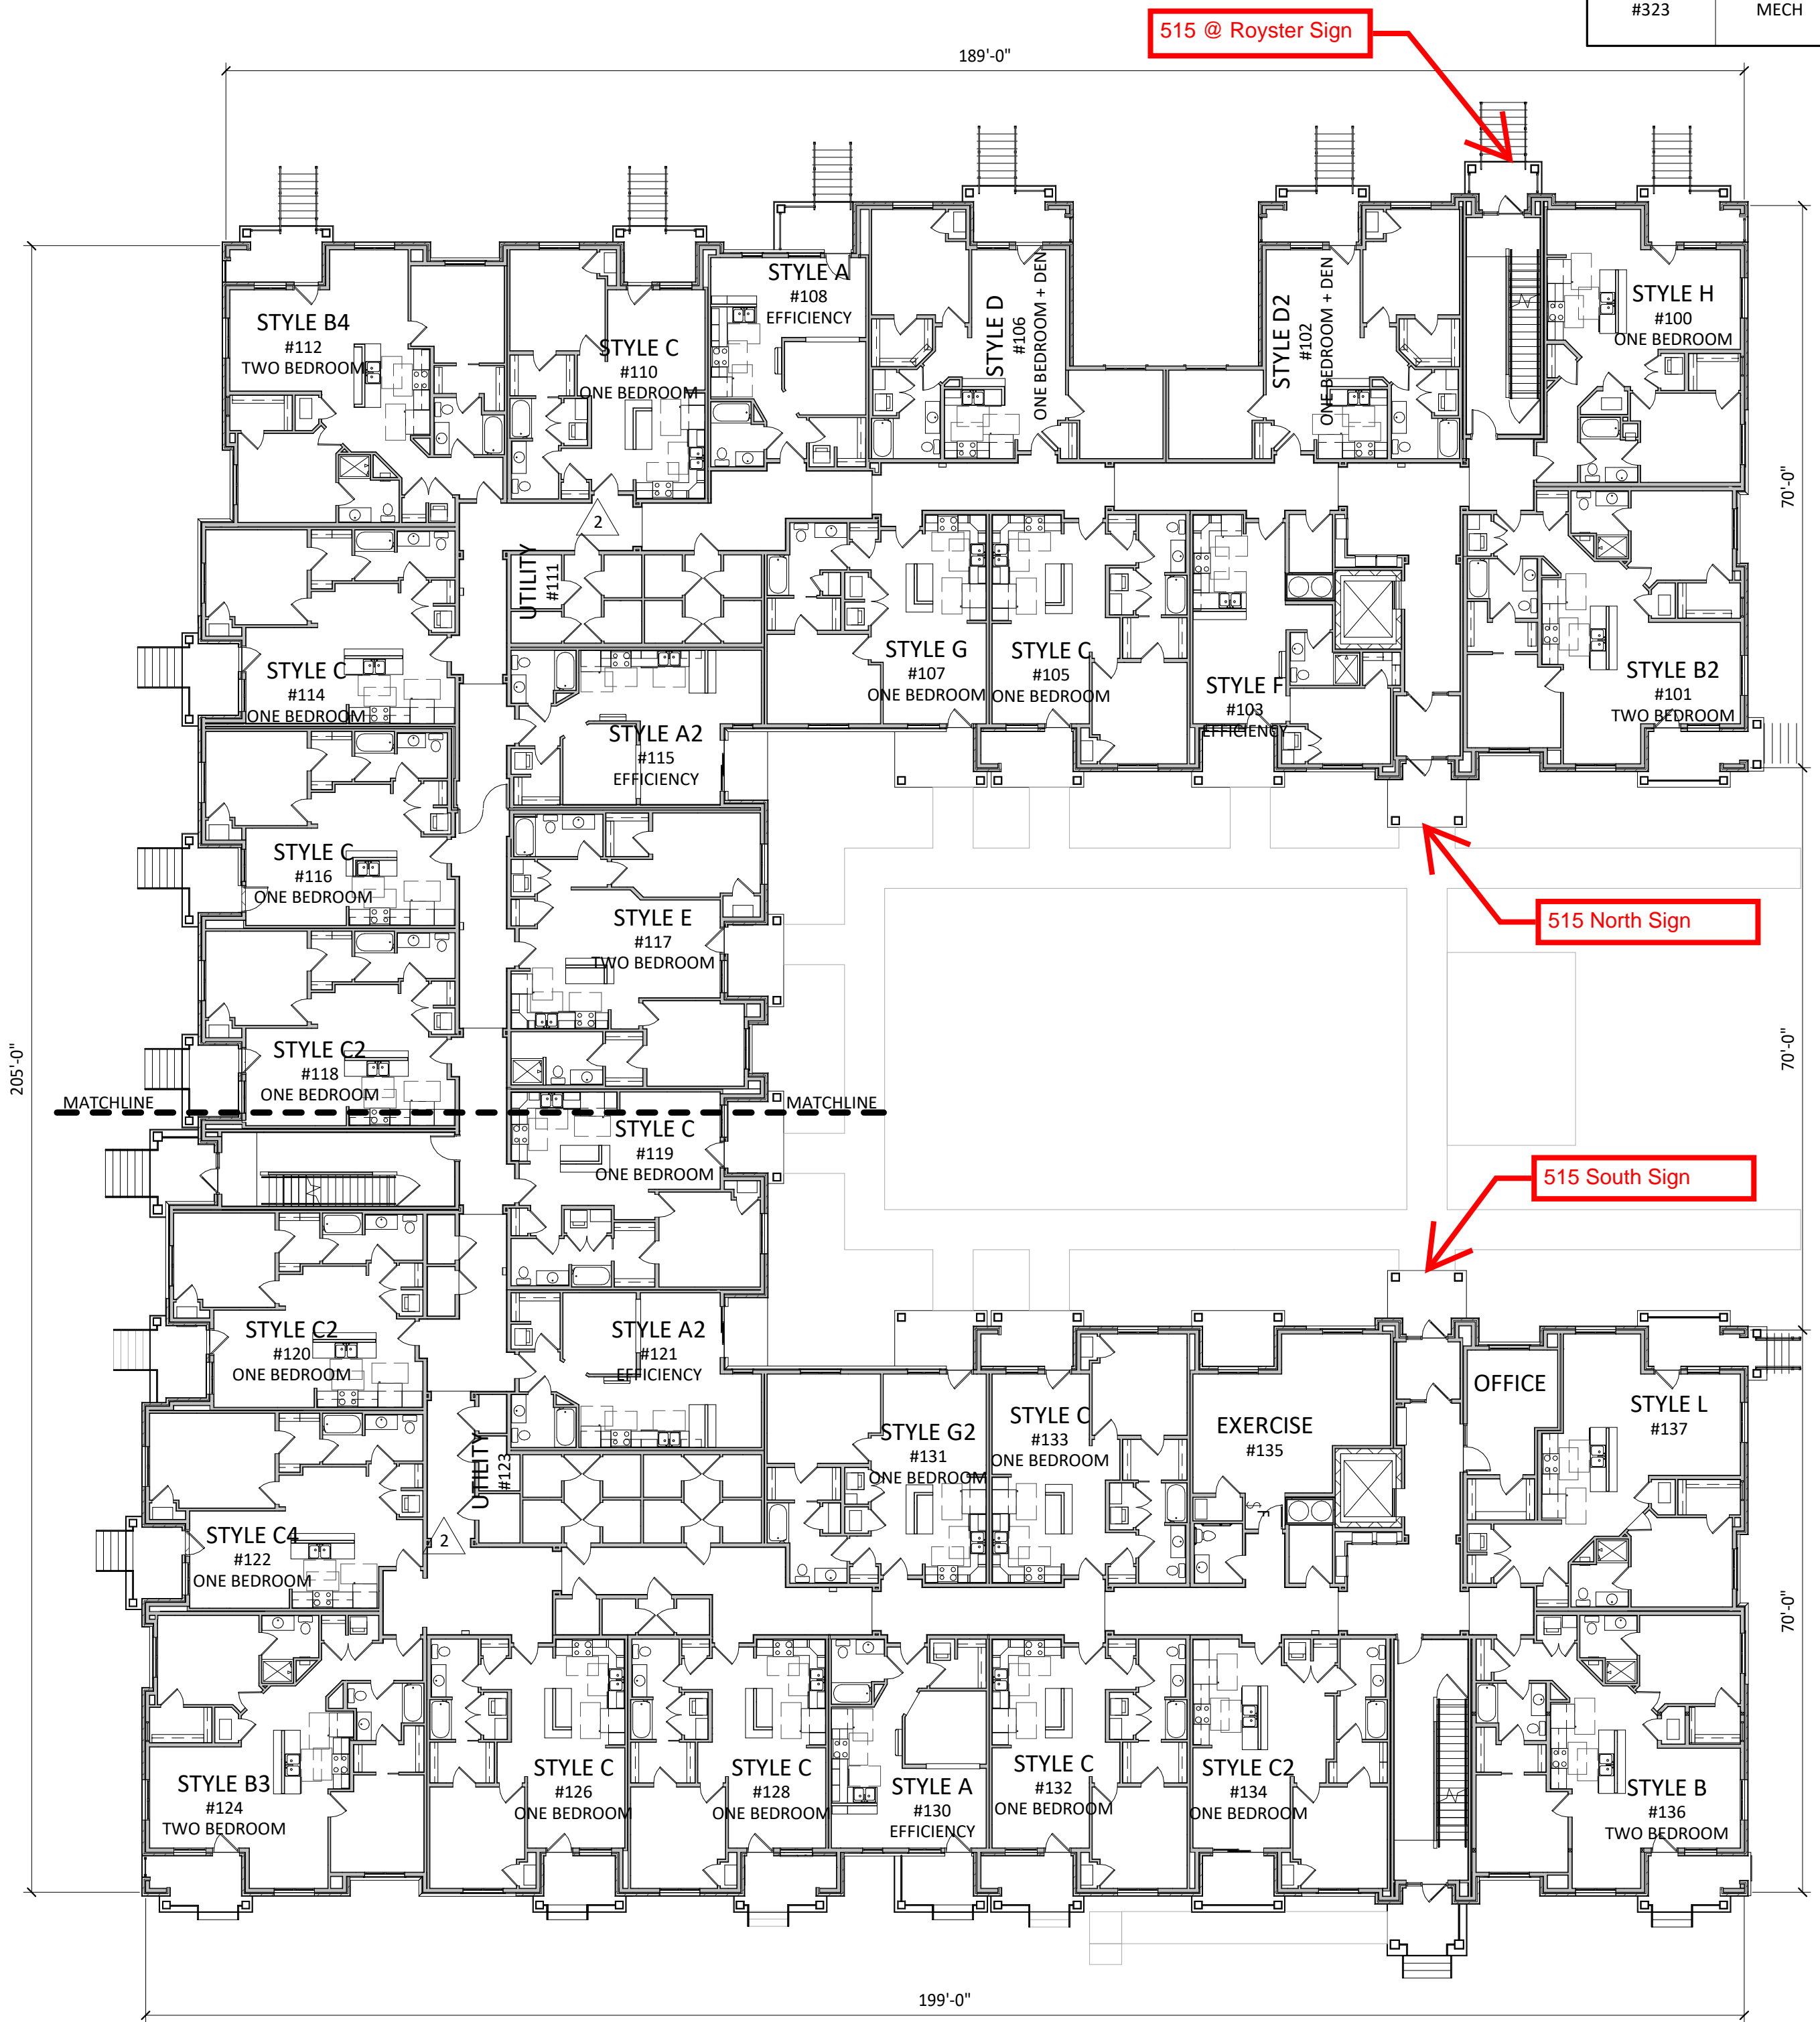 #323 MECH
515 @ Royster Sign
189'-0"
STYLE A
#108
EFFICIENCY
STYLE D
#106
ONE BEDROOM + DEN
STYLE D2
#102
ONE BEDROOM + DEN
STYLE H
#100
ONE BEDROOM
STYLE B4
#112
TWO BEDROOM
STYLE C
#110
ONE BEDROOM
70'-0"
2
UTILITY
#111
STYLE C
#114
ONE BEDROOM
STYLE G
#107
ONE BEDROOM
STYLE C
#105
ONE BEDROOM
STYLE F
#103
EFFICIENCY
STYLE B2
#101
TWO BEDROOM
STYLE A2
#115
EFFICIENCY
STYLE C
#116
ONE BEDROOM
STYLE E
#117
TWO BEDROOM
515 North Sign
205'-0"
STYLE C2
#118
ONE BEDROOM
70'-0"
MATCHLINE MATCHLINE
STYLE C
#119
ONE BEDROOM
515 South Sign
STYLE C2
#120
ONE BEDROOM
STYLE A2
#121
EFFICIENCY
OFFICE
STYLE L
#137
STYLE G2
#131
ONE BEDROOM
STYLE C
#133
ONE BEDROOM
EXERCISE
#135
UTILITY
#123
STYLE C4
#122
ONE BEDROOM
2
70'-0"
STYLE B3
#124
TWO BEDROOM
STYLE C
#126
ONE BEDROOM
STYLE C
#128
ONE BEDROOM
STYLE A
#130
EFFICIENCY
STYLE C
#132
ONE BEDROOM
STYLE C2
#134
ONE BEDROOM
STYLE B
#136
TWO BEDROOM
199'-0"